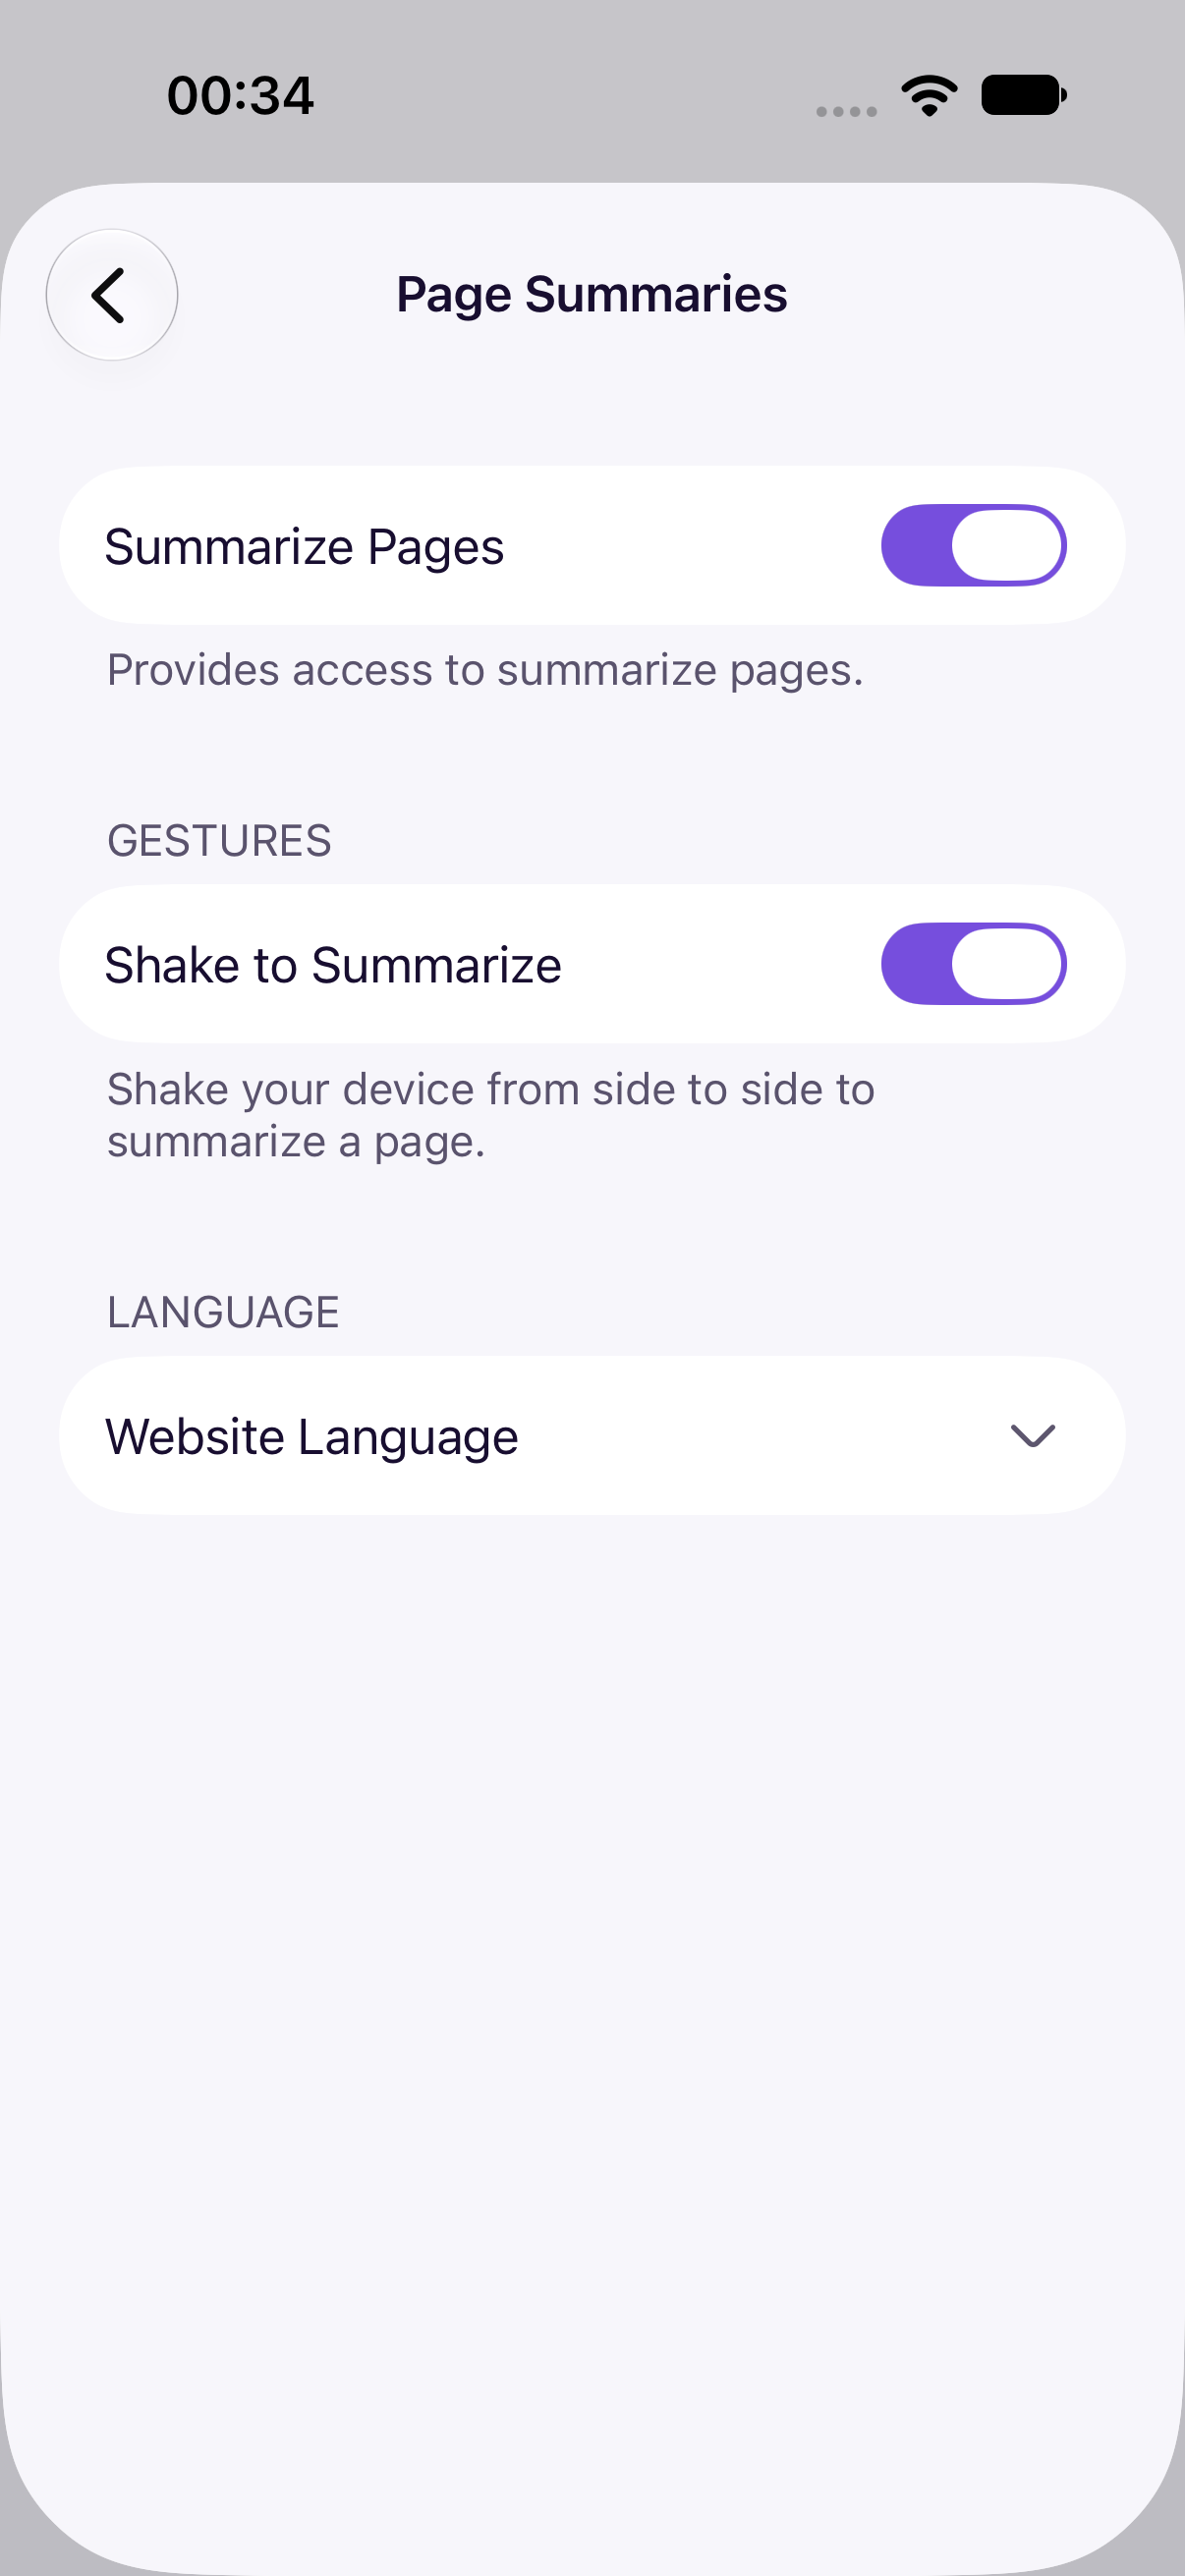 00:34
Page Summaries
Summarize Pages
Provides access to summarize pages.
GESTURES
Shake to Summarize
Shake your device from side to side to
summarize a page.
LANGUAGE
Website Language